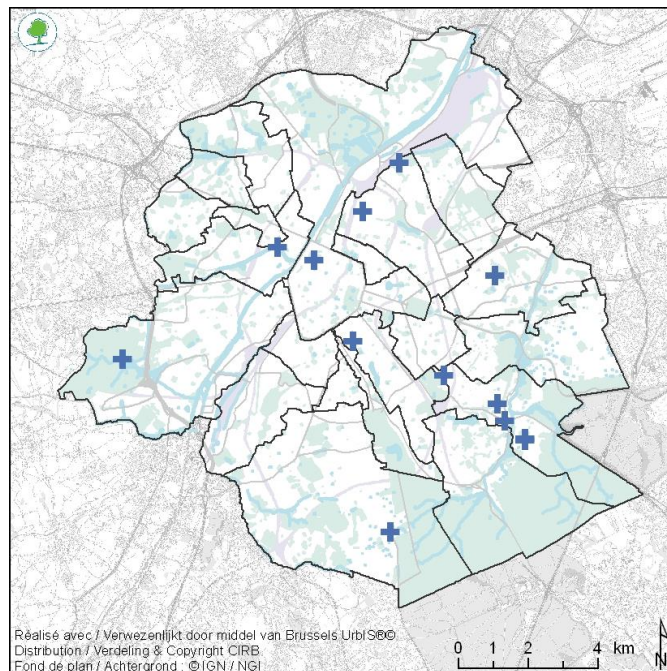 Réalisé avec / Verwezenlijkt door middel van Brussels UrbIS®©
Distribution / Verdeling & Copyright CIRB
Fond de plan / Achtergrond : © IGN / NGI
0 1 2 4 km
N